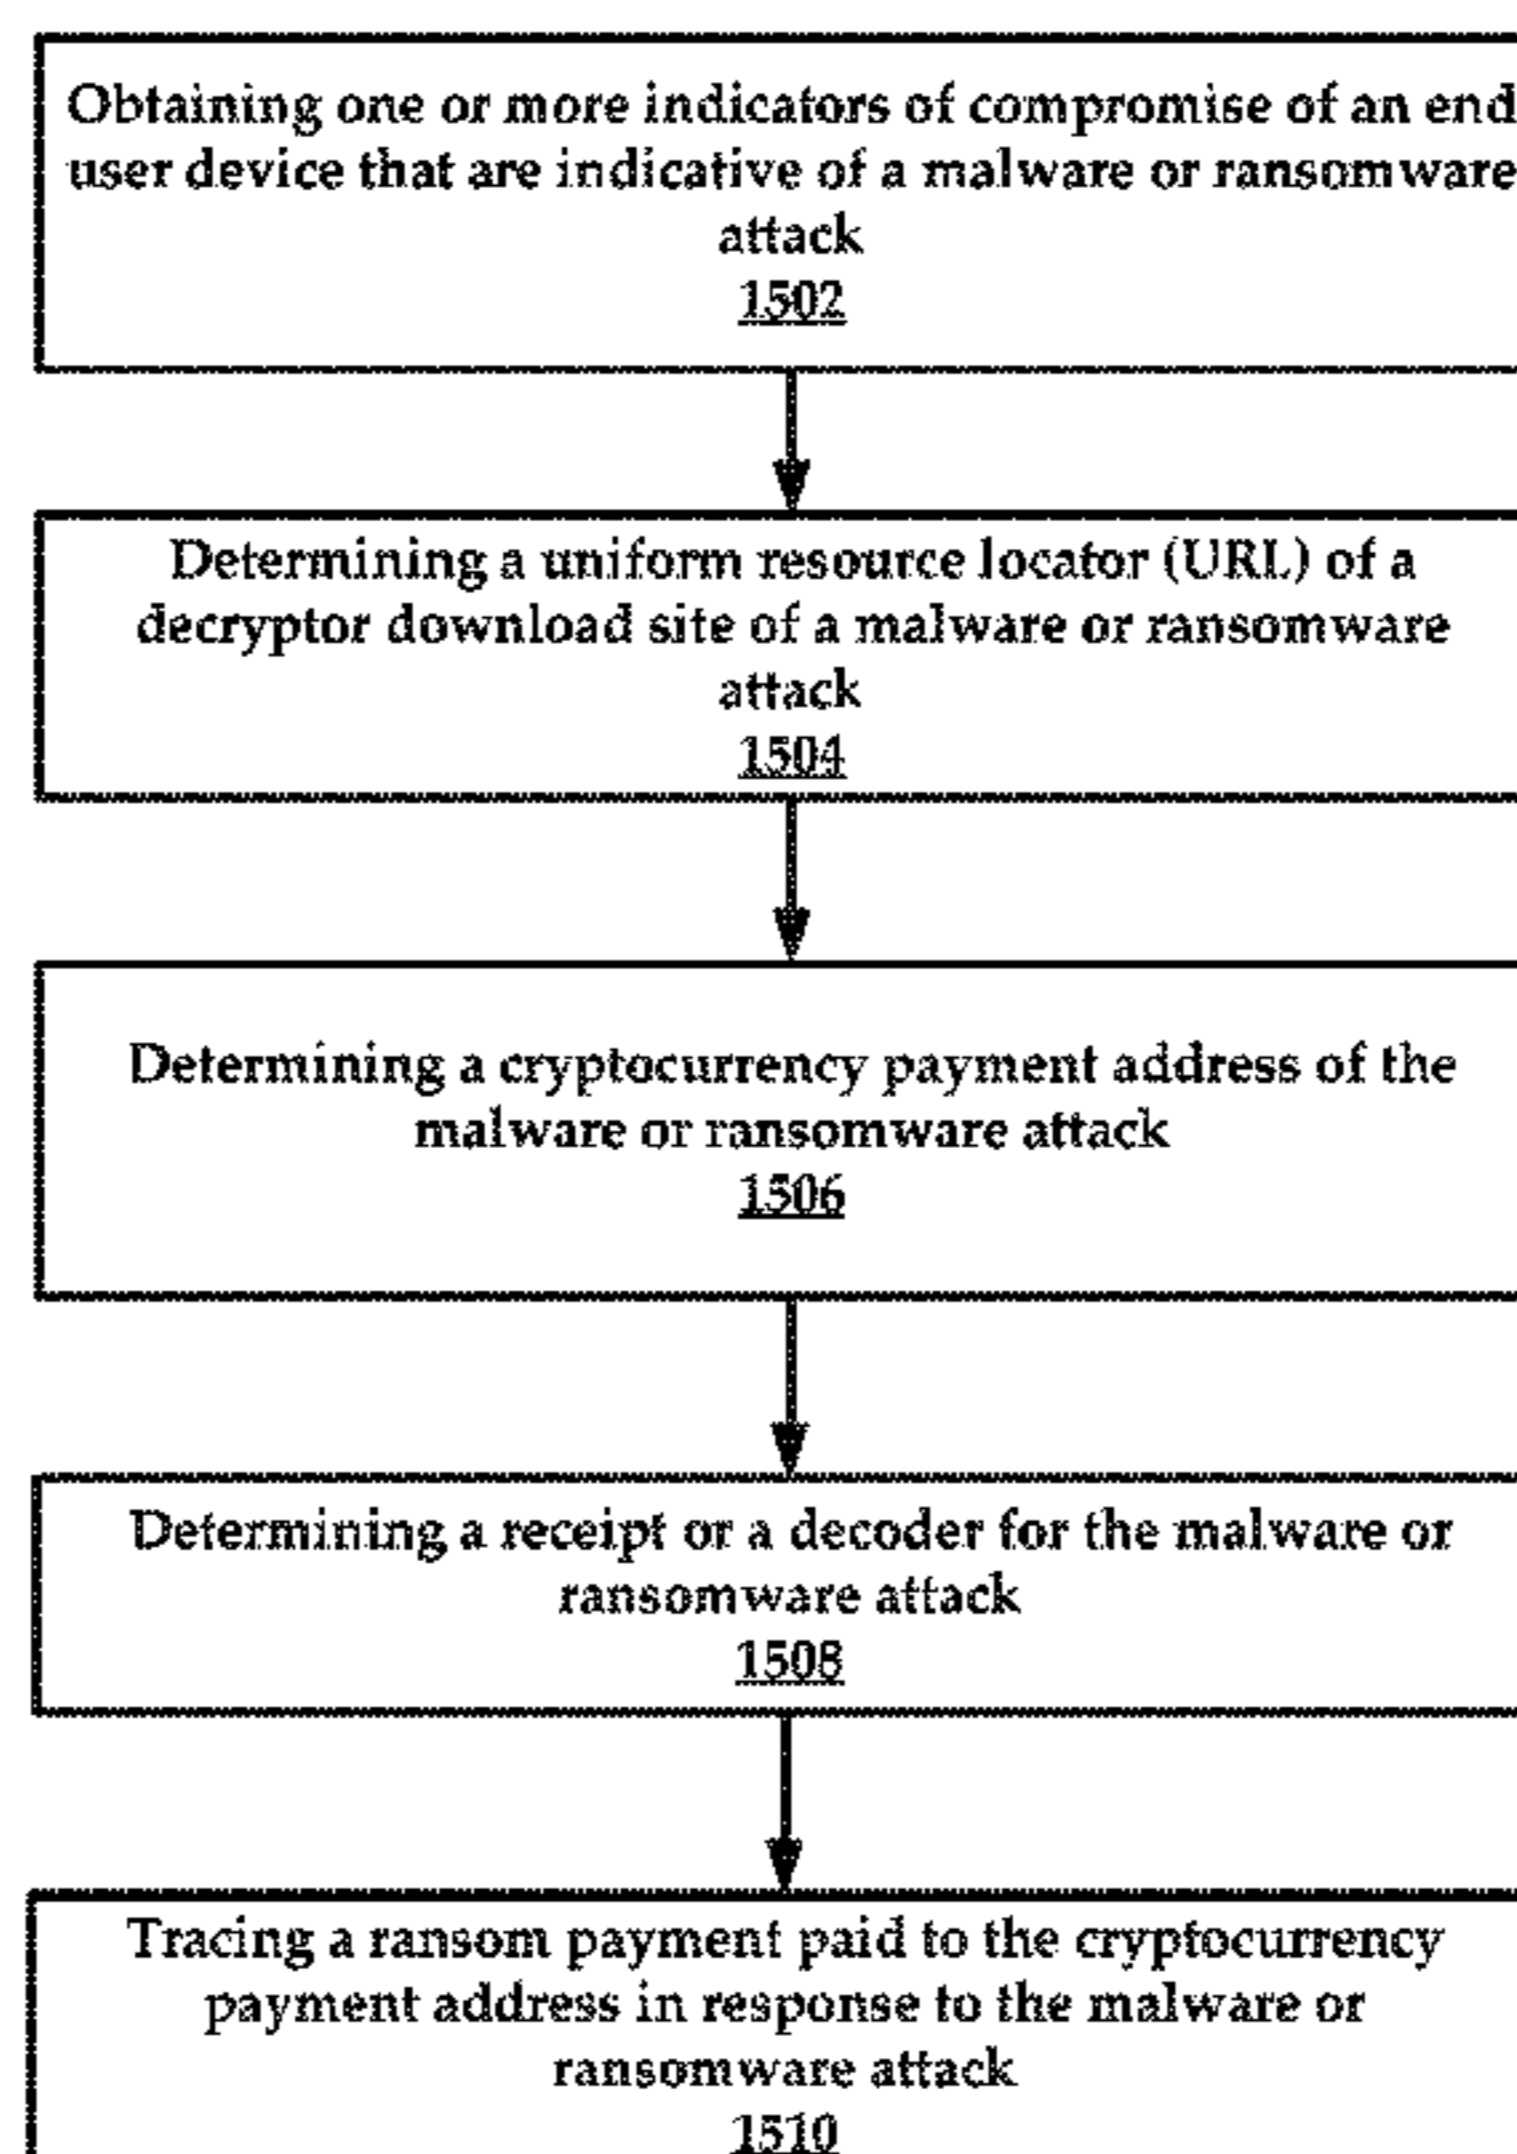 Obtaining one or more indicators of compromise of an end
user device that are indicative of a malware or ransomware
attack
1502
Determining a uniform resource locator (URL) of a
decryptor download site of a malware or ransomware
attack
1504
Determining a cryptocurrency payment address of the
malware or ransomware attack
1506
Determining a receipt or a decoder for the malware or
ransomware attack
1508
Tracing a ransom payment paid to the cryptocurrency
payment address in response to the malware or
ransomware attack
1510